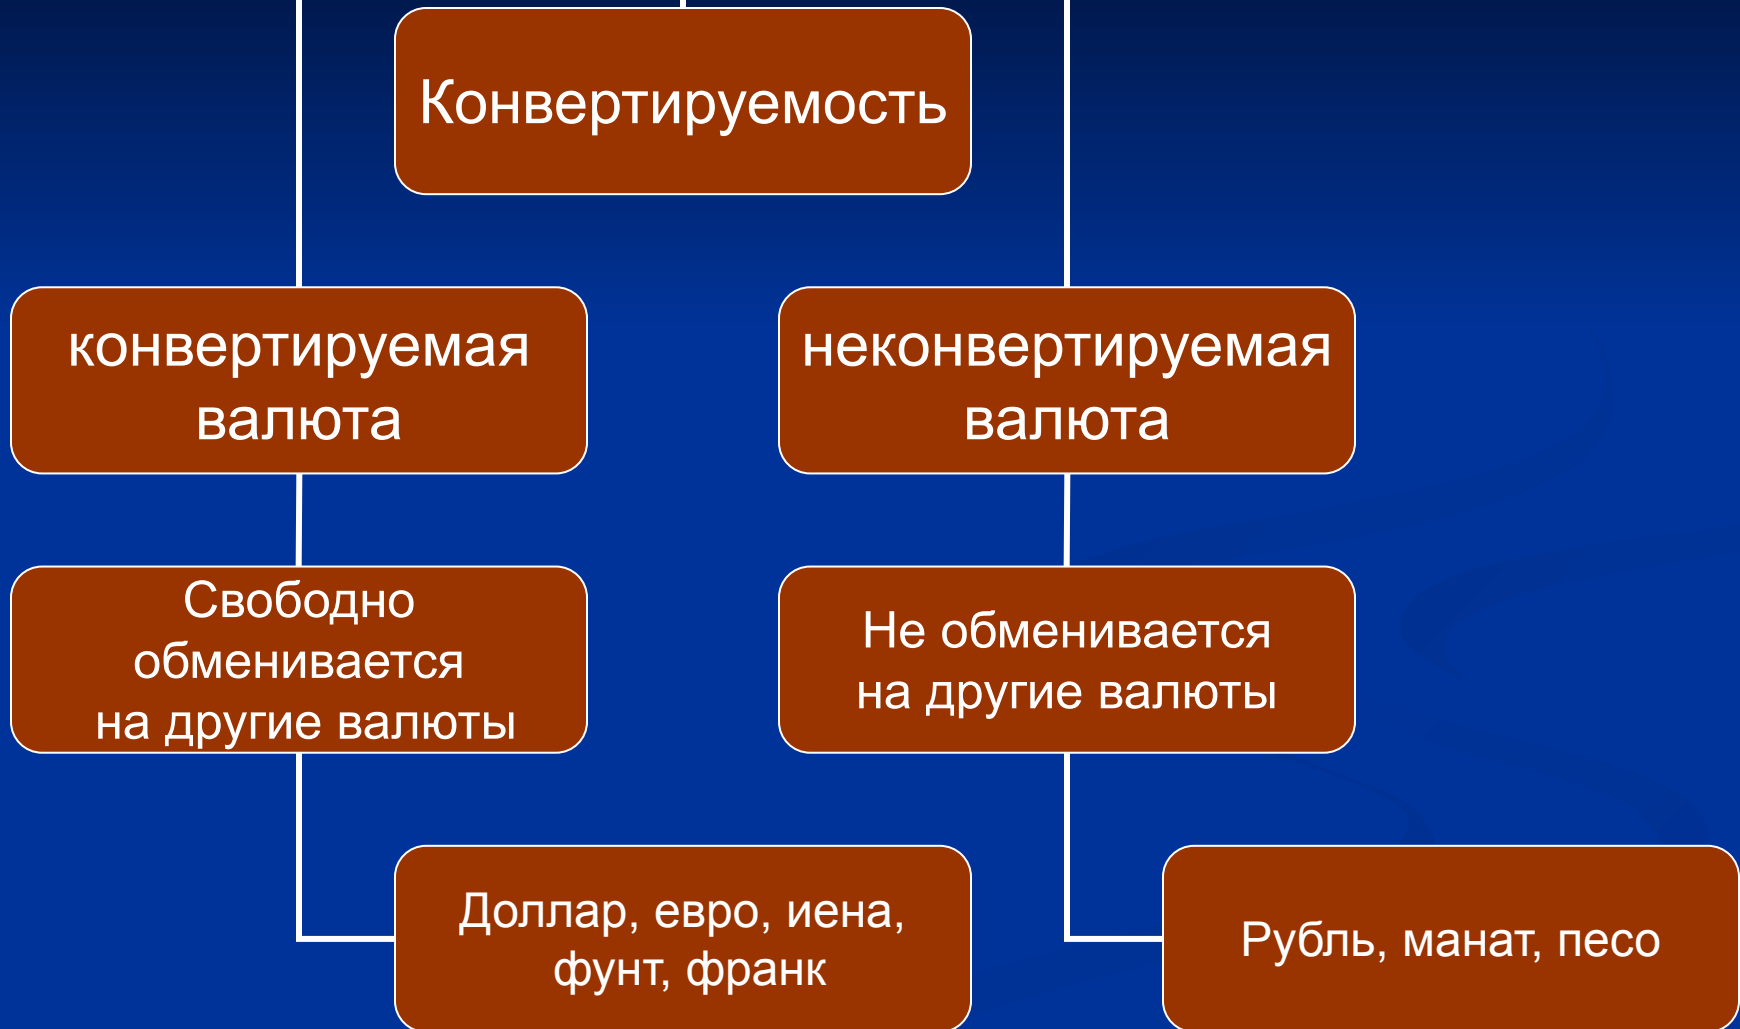 Конвертируемость
конвертируемая
валюта
неконвертируемая
валюта
Свободно
обменивается
на другие валюты
Не обменивается
на другие валюты
Доллар, евро, иена,
фунт, франк
Рубль, манат, песо